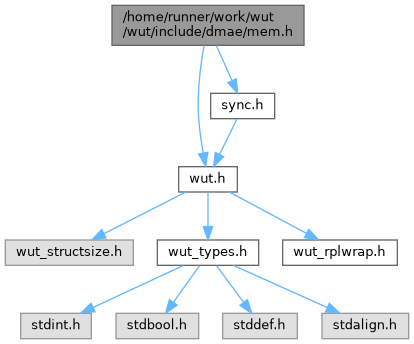 /home/runner/work/wut
/wut/include/dmae/mem.h
sync.h
wut.h
wut_structsize.h
wut_types.h
wut_rplwrap.h
stdint.h
stdbool.h
stddef.h
stdalign.h